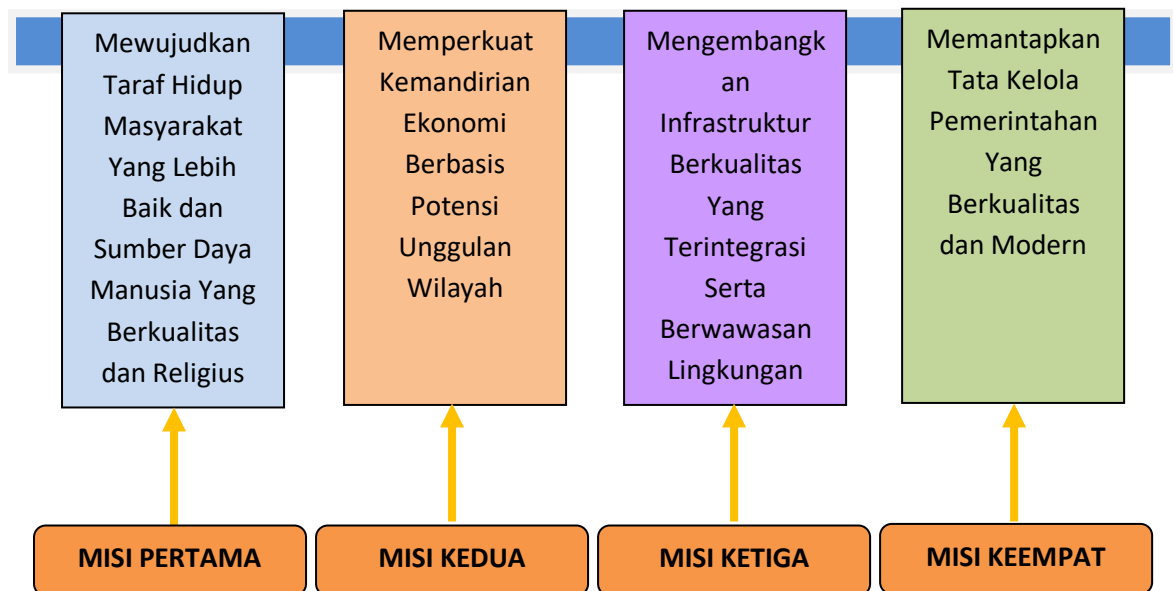 Mewujudkan
Taraf Hidup
Masyarakat
Yang Lebih
Baik dan
Sumber Daya
Manusia Yang
Berkualitas
dan Religius
Memperkuat
Kemandirian
Ekonomi
Berbasis
Potensi
Unggulan
Wilayah
Mengembangk
an
Infrastruktur
Berkualitas
Yang
Terintegrasi
Serta
Berwawasan
Lingkungan
Memantapkan
Tata Kelola
Pemerintahan
Yang
Berkualitas
dan Modern
MISI PERTAMA
MISI KEDUA
MISI KETIGA
MISI KEEMPAT